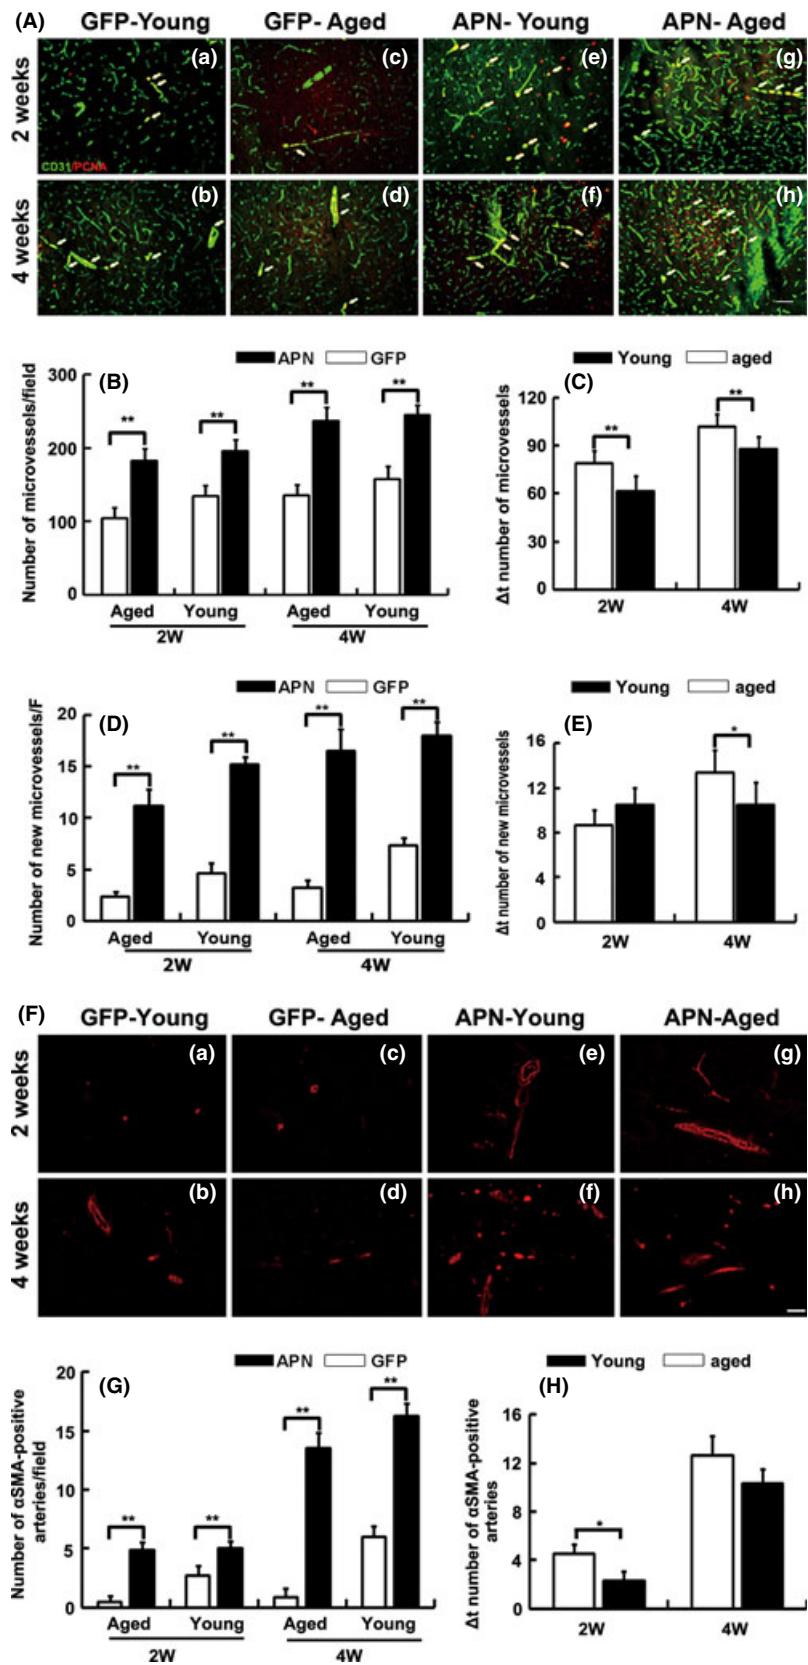 (A) GFP-Young GFP- Aged APN- Young APN- Aged
2 weeks (a) (c) (e) (g)
CD31/PCNA
4 weeks (b) (d) (f) (h)
(B) APN GFP
Number of microvessels/field
300
200
100
0
** ** ** **
Aged Young Aged Young
2W 4W
(C) Young aged
Δt number of microvessels
120
90
60
30
0
** **
2W 4W
(D) APN GFP
Number of new microvessels/F
20
15
10
5
0
** ** ** **
Aged Young Aged Young
2W 4W
(E) Young aged
Δt number of new microvessels
16
12
8
4
0
*
2W 4W
(F) GFP-Young GFP- Aged APN-Young APN-Aged
2 weeks (a) (c) (e) (g)
4 weeks (b) (d) (f) (h)
(G) APN GFP
Number of αSMA-positive
arteries/field
20
15
10
5
0
** ** ** **
Aged Young Aged Young
2W 4W
(H) Young aged
Δt number of αSMA-positive
arteries
16
12
8
4
0
*
2W 4W